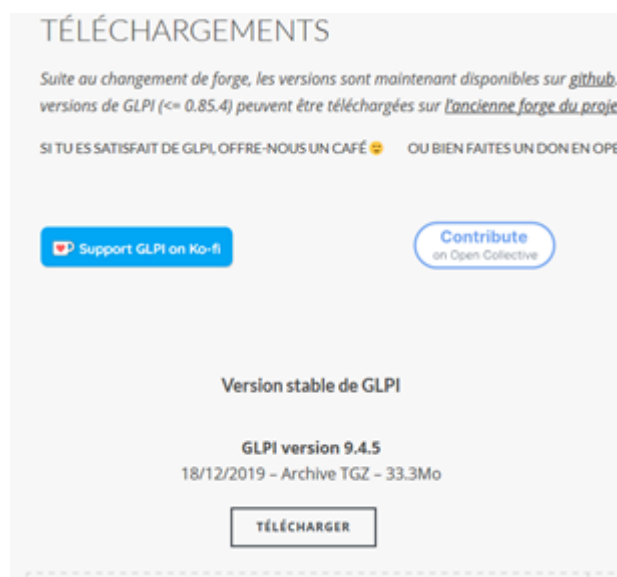 TÉLÉCHARGEMENTS
Suite au changement de forge, les versions sont maintenant disponibles sur github.
versions de GLPI (<= 0.85.4) peuvent être téléchargées sur l'ancienne forge du proje
SI TU ES SATISFAIT DE GLPI, OFFRE-NOUS UN CAFÉ 😉 OU BIEN FAITES UN DON EN OPE
Support GLPI on Ko-fi
Contribute
on Open Collective
Version stable de GLPI
GLPI version 9.4.5
18/12/2019 – Archive TGZ – 33.3Mo
TÉLÉCHARGER